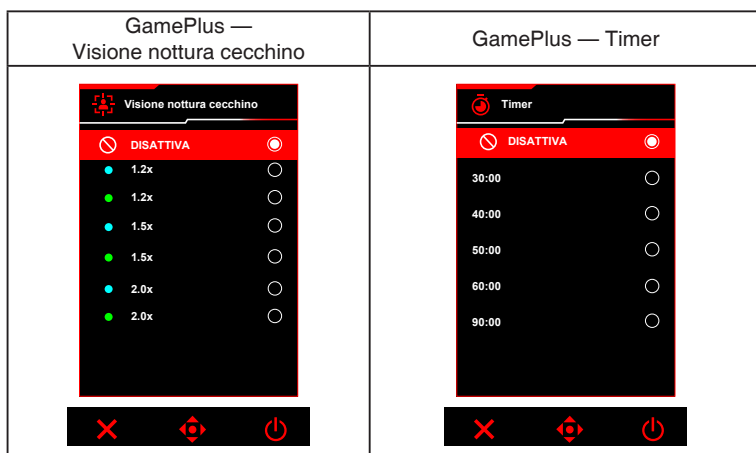 GamePlus —
Visione nottura cecchino
GamePlus — Timer
Visione nottura cecchino
DISATTIVA
1.2x
1.2x
1.5x
1.5x
2.0x
2.0x
Timer
DISATTIVA
30:00
40:00
50:00
60:00
90:00